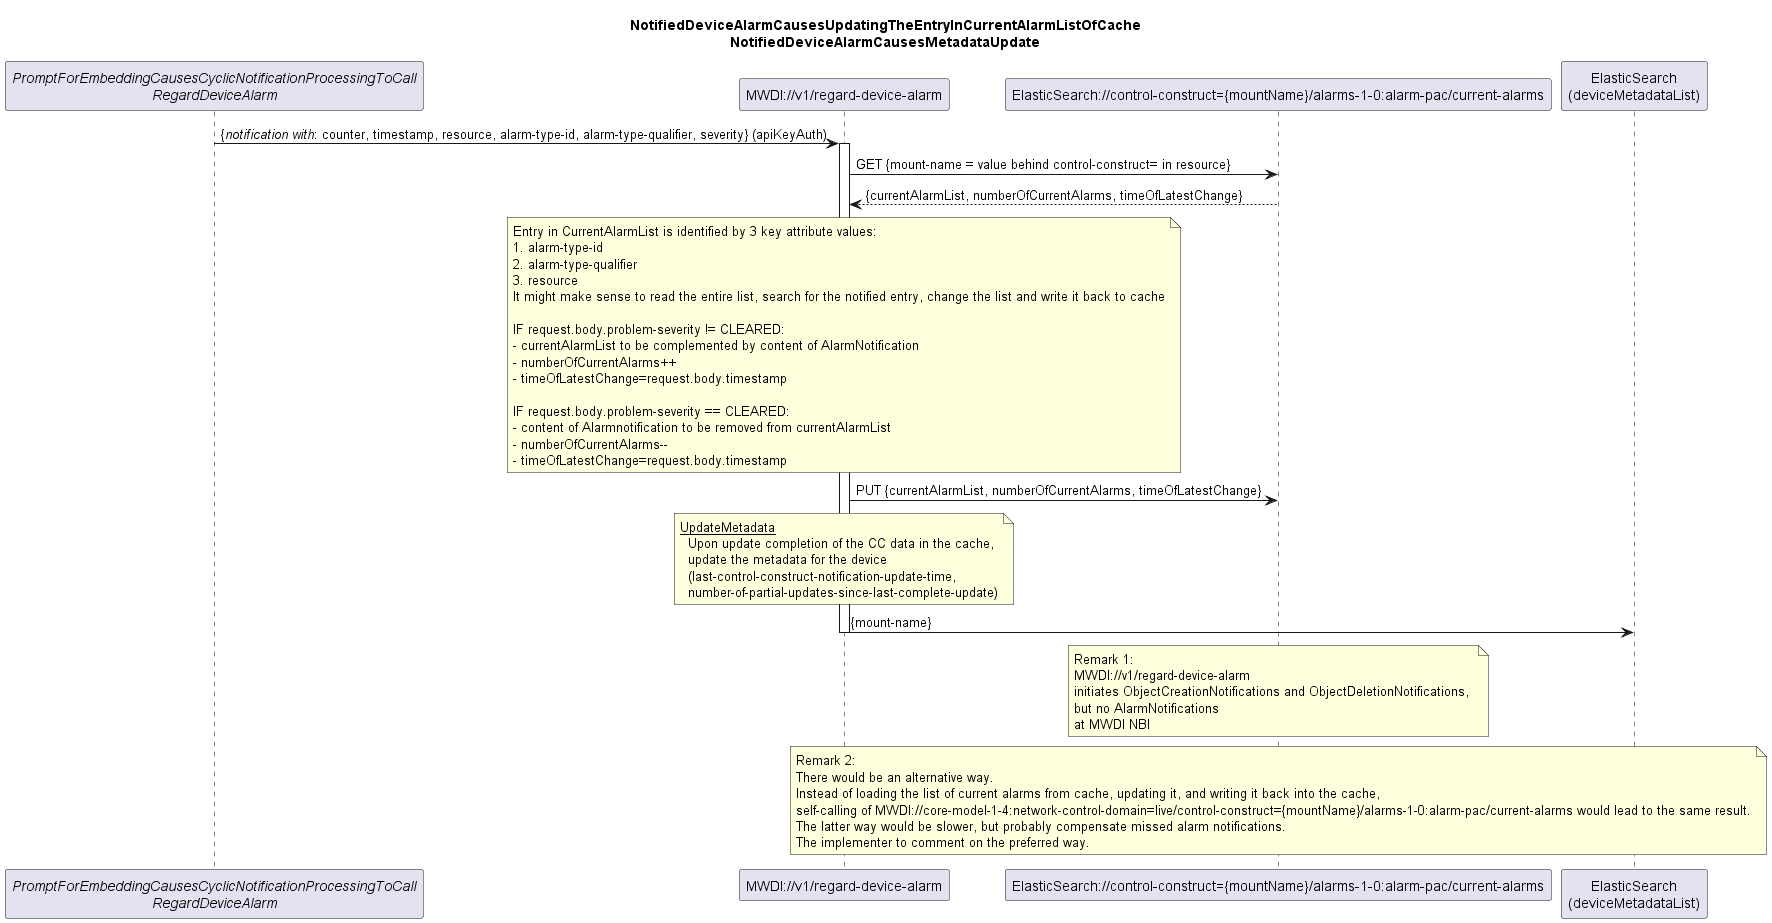 NotifiedDeviceAlarmCausesUpdatingTheEntryInCurrentAlarmListOfCache
NotifiedDeviceAlarmCausesMetadataUpdate
PromptForEmbeddingCausesCyclicNotificationProcessingToCall
RegardDeviceAlarm
MWDI://v1/regard-device-alarm
ElasticSearch://control-construct={mountName}/alarms-1-0:alarm-pac/current-alarms
ElasticSearch
(deviceMetadataList)
{notification with: counter, timestamp, resource, alarm-type-id, alarm-type-qualifier, severity} (apiKeyAuth)
GET {mount-name = value behind control-construct= in resource}
{currentAlarmList, numberOfCurrentAlarms, timeOfLatestChange}
Entry in CurrentAlarmList is identified by 3 key attribute values:
1. alarm-type-id
2. alarm-type-qualifier
3. resource
It might make sense to read the entire list, search for the notified entry, change the list and write it back to cache
IF request.body.problem-severity != CLEARED:
- currentAlarmList to be complemented by content of AlarmNotification
- numberOfCurrentAlarms++
- timeOfLatestChange=request.body.timestamp
IF request.body.problem-severity == CLEARED:
- content of Alarmnotification to be removed from currentAlarmList
- numberOfCurrentAlarms--
- timeOfLatestChange=request.body.timestamp
PUT {currentAlarmList, numberOfCurrentAlarms, timeOfLatestChange}
UpdateMetadata
Upon update completion of the CC data in the cache,
update the metadata for the device
(last-control-construct-notification-update-time,
number-of-partial-updates-since-last-complete-update)
{mount-name}
Remark 1:
MWDI://v1/regard-device-alarm
initiates ObjectCreationNotifications and ObjectDeletionNotifications,
but no AlarmNotifications
at MWDI NBI
Remark 2:
There would be an alternative way.
Instead of loading the list of current alarms from cache, updating it, and writing it back into the cache,
self-calling of MWDI://core-model-1-4:network-control-domain=live/control-construct={mountName}/alarms-1-0:alarm-pac/current-alarms would lead to the same result.
The latter way would be slower, but probably compensate missed alarm notifications.
The implementer to comment on the preferred way.
PromptForEmbeddingCausesCyclicNotificationProcessingToCall
RegardDeviceAlarm
MWDI://v1/regard-device-alarm
ElasticSearch://control-construct={mountName}/alarms-1-0:alarm-pac/current-alarms
ElasticSearch
(deviceMetadataList)